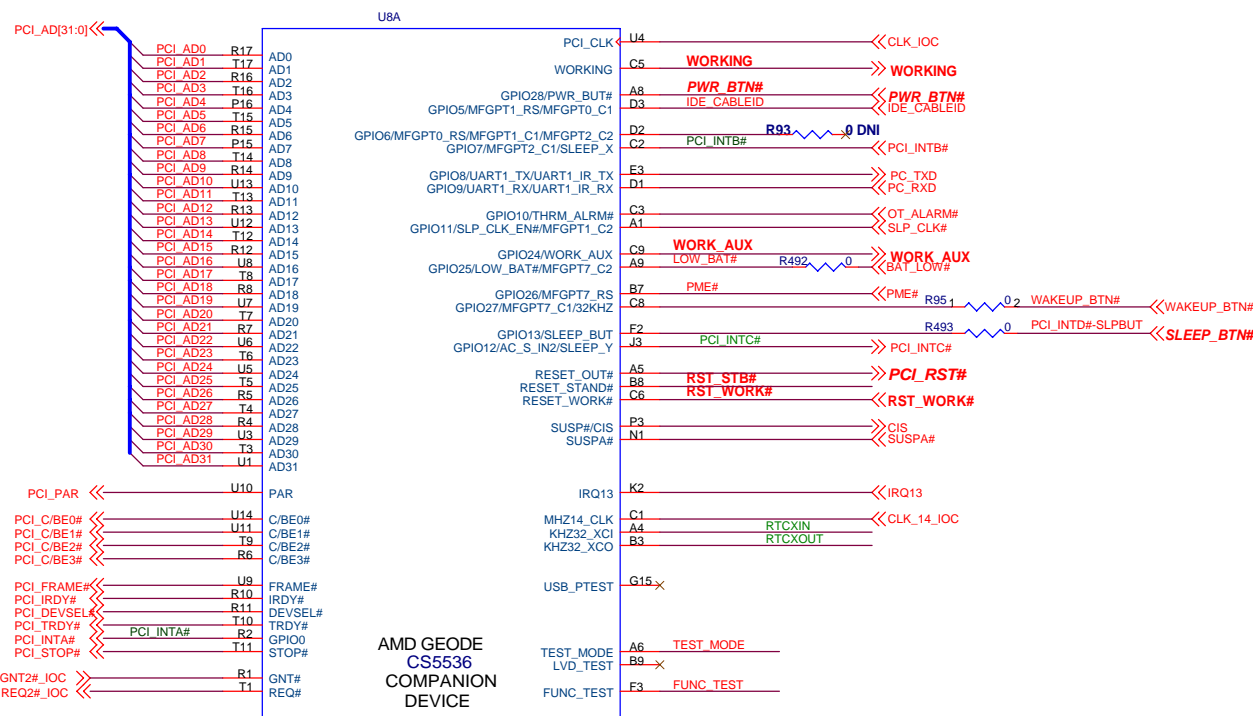 U8A
PCI_AD[31:0]
PCI_AD0 R17 AD0
PCI_AD1 T17 AD1
PCI_AD2 R16 AD2
PCI_AD3 T16 AD3
PCI_AD4 P16 AD4
PCI_AD5 T15 AD5
PCI_AD6 R15 AD6
PCI_AD7 P15 AD7
PCI_AD8 T14 AD8
PCI_AD9 R14 AD9
PCI_AD10 U13 AD10
PCI_AD11 T13 AD11
PCI_AD12 R13 AD12
PCI_AD13 U12 AD13
PCI_AD14 T12 AD14
PCI_AD15 R12 AD15
PCI_AD16 U8 AD16
PCI_AD17 T8 AD17
PCI_AD18 R8 AD18
PCI_AD19 U7 AD19
PCI_AD20 T7 AD20
PCI_AD21 R7 AD21
PCI_AD22 U6 AD22
PCI_AD23 T6 AD23
PCI_AD24 U5 AD24
PCI_AD25 T5 AD25
PCI_AD26 R5 AD26
PCI_AD27 T4 AD27
PCI_AD28 R4 AD28
PCI_AD29 U3 AD29
PCI_AD30 T3 AD30
PCI_AD31 U1 AD31
PCI_PAR U10 PAR
PCI_C/BE0# U14 C/BE0#
PCI_C/BE1# U11 C/BE1#
PCI_C/BE2# T9 C/BE2#
PCI_C/BE3# R6 C/BE3#
PCI_FRAME# U9 FRAME#
PCI_IRDY# R10 IRDY#
PCI_DEVSEL# R11 DEVSEL#
PCI_TRDY# T10 TRDY#
PCI_INTA# PCI_INTA# R2 GPIO0
PCI_STOP# T11 STOP#
GNT2#_IOC R1 GNT#
REQ2#_IOC T1 REQ#
PCI_CLK U4 CLK_IOC
WORKING C5 WORKING WORKING
GPIO28/PWR_BUT# A8 PWR_BTN# PWR_BTN#
GPIO5/MFGPT1_RS/MFGPT0_C1 D3 IDE_CABLEID IDE_CABLEID
GPIO6/MFGPT0_RS/MFGPT1_C1/MFGPT2_C2 D2 R93 0 DNI
GPIO7/MFGPT2_C1/SLEEP_X C2 PCI_INTB# PCI_INTB#
GPIO8/UART1_TX/UART1_IR_TX E3 PC_TXD
GPIO9/UART1_RX/UART1_IR_RX D1 PC_RXD
GPIO10/THRM_ALRM# C3 OT_ALARM#
GPIO11/SLP_CLK_EN#/MFGPT1_C2 A1 SLP_CLK#
GPIO24/WORK_AUX C9 WORK_AUX WORK_AUX
GPIO25/LOW_BAT#/MFGPT7_C2 A9 LOW_BAT# R492 0 BAT_LOW#
GPIO26/MFGPT7_RS B7 PME# PME#
GPIO27/MFGPT7_C1/32KHZ C8 R95 1 0 2 WAKEUP_BTN# WAKEUP_BTN#
GPIO13/SLEEP_BUT F2 R493 0 PCI_INTD#-SLPBUT SLEEP_BTN#
GPIO12/AC_S_IN2/SLEEP_Y J3 PCI_INTC# PCI_INTC#
RESET_OUT# A5 PCI_RST#
RESET_STAND# B8 RST_STB#
RESET_WORK# C6 RST_WORK# RST_WORK#
SUSP#/CIS P3 CIS
SUSPA# N1 SUSPA#
IRQ13 K2 IRQ13
MHZ14_CLK C1 CLK_14_IOC
KHZ32_XCI A4 RTCXIN
KHZ32_XCO B3 RTCXOUT
USB_PTEST G15
TEST_MODE A6 TEST_MODE
LVD_TEST B9
FUNC_TEST F3 FUNC_TEST
AMD GEODE
CS5536
COMPANION
DEVICE